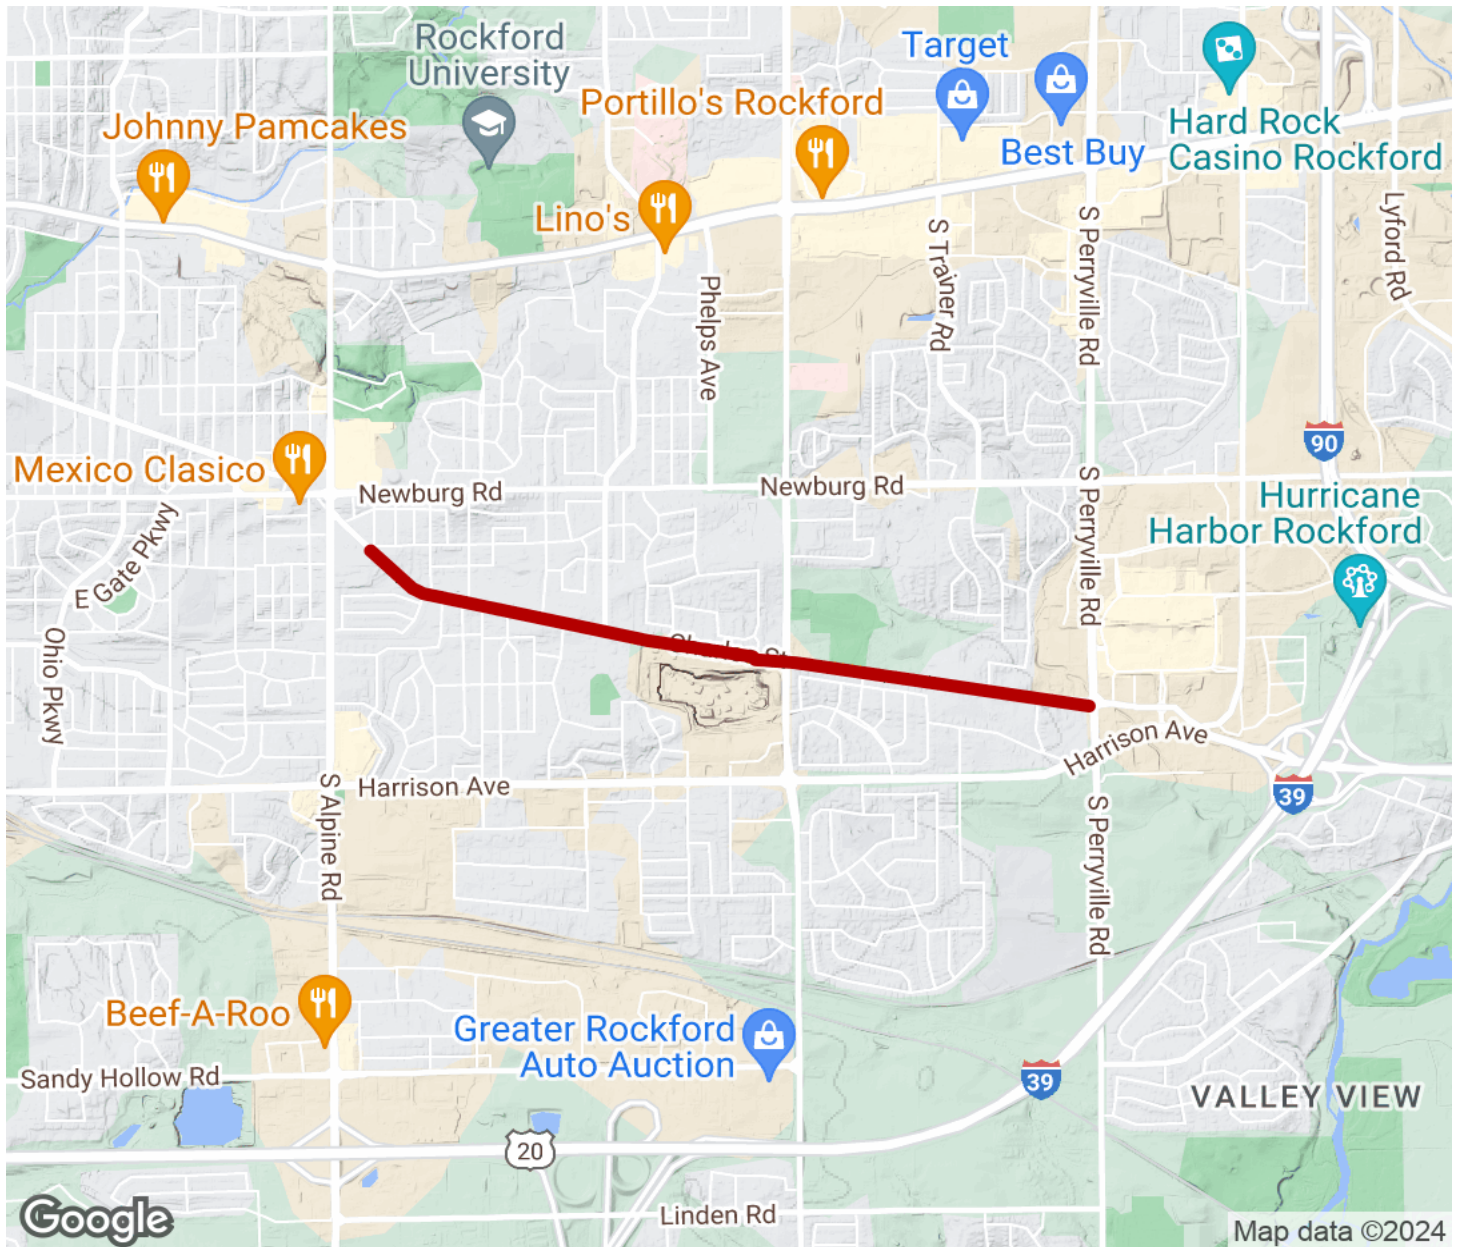 Rockford
University
Target
Portillo's Rockford
Johnny Pamcakes
Best Buy
Hard Rock
Casino Rockford
Lino's
S Trainer Rd
S Perryville Rd
Lyford Rd
Phelps Ave
90
Mexico Clasico
Newburg Rd
Newburg Rd
S Perryville Rd
Hurricane
Harbor Rockford
E Gate Pkwy
Ohio Pkwy
Harrison Ave
Harrison Ave
S Alpine Rd
39
S Perryville Rd
Beef-A-Roo
Greater Rockford
Auto Auction
Sandy Hollow Rd
39
VALLEY VIEW
20
Linden Rd
Google
Map data ©2024